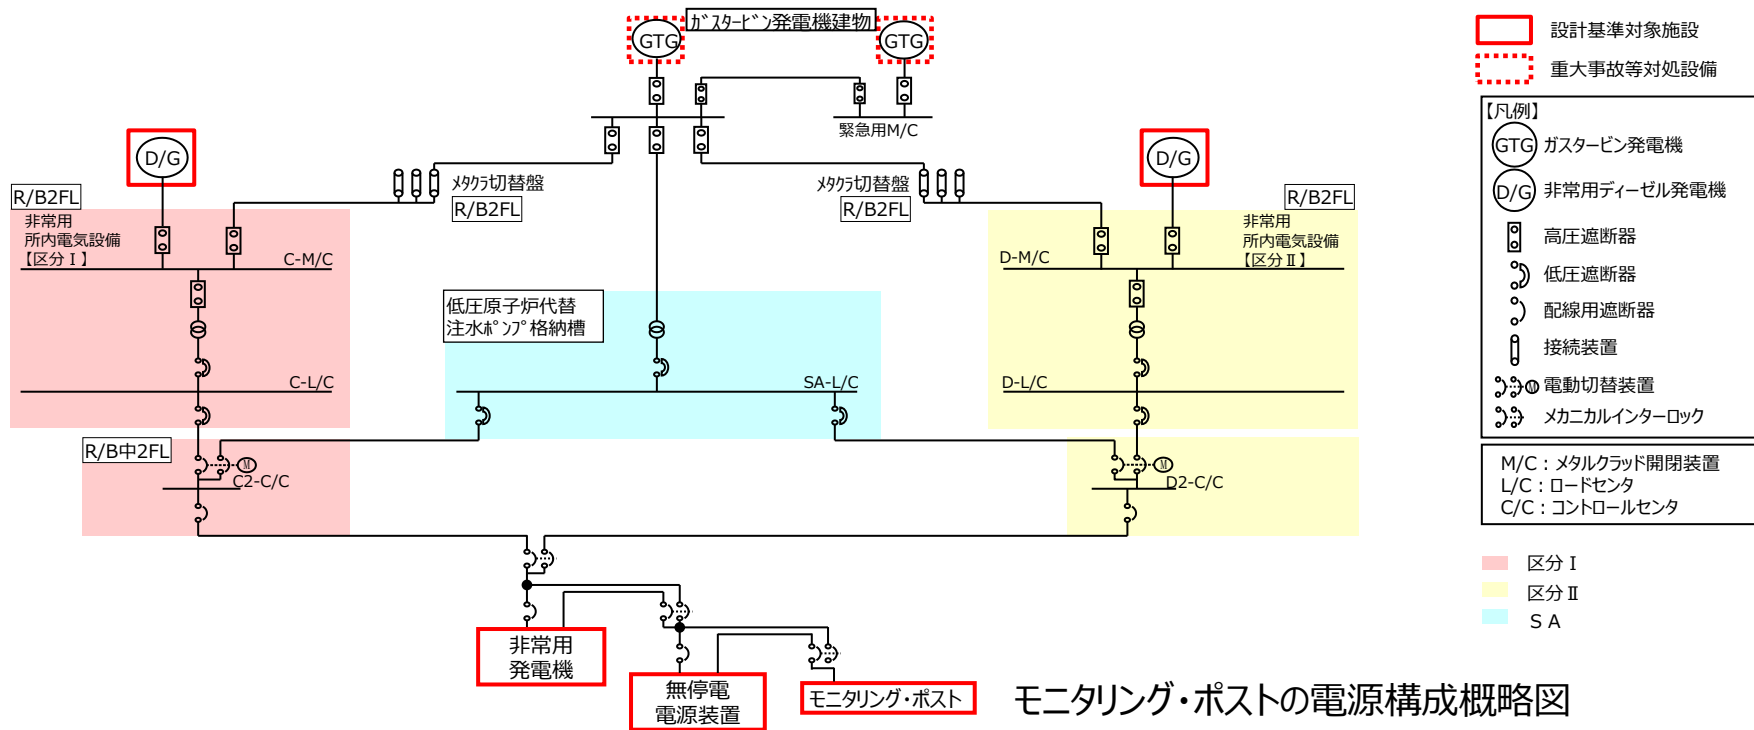 ガスタービン発電機建物
GTG
GTG
緊急用M/C
D/G
D/G
メタクラ切替盤
R/B2FL
メタクラ切替盤
R/B2FL
R/B2FL
非常用
所内電気設備
【区分Ⅰ】
C-M/C
R/B2FL
非常用
所内電気設備
【区分Ⅱ】
D-M/C
低圧原子炉代替
注水ポンプ格納槽
C-L/C
SA-L/C
D-L/C
R/B中2FL
M
C2-C/C
M
D2-C/C
非常用
発電機
無停電
電源装置
モニタリング・ポスト
モニタリング・ポストの電源構成概略図
設計基準対象施設
重大事故等対処設備
【凡例】
GTG ガスタービン発電機
D/G 非常用ディーゼル発電機
高圧遮断器
低圧遮断器
配線用遮断器
接続装置
M 電動切替装置
メカニカルインターロック
M/C：メタルクラッド開閉装置
L/C：ロードセンタ
C/C：コントロールセンタ
区分Ⅰ
区分Ⅱ
ＳＡ